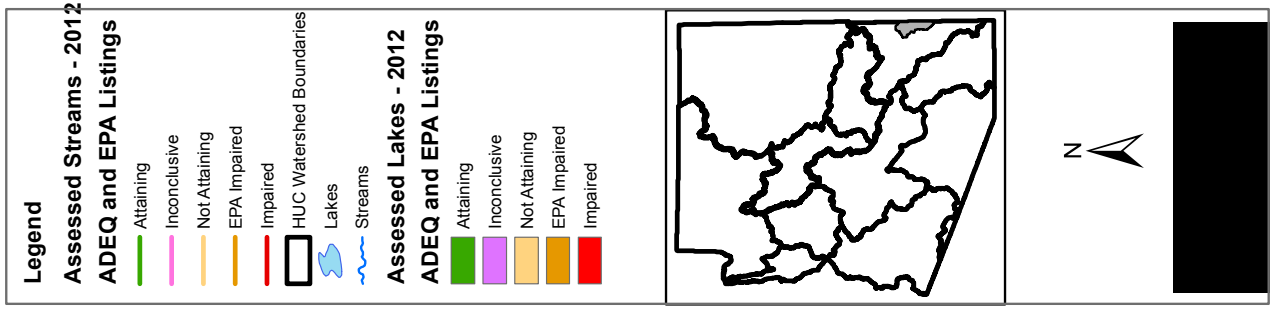 Legend
Assessed Streams - 2012
ADEQ and EPA Listings
Attaining
Inconclusive
Not Attaining
EPA Impaired
Impaired
HUC Watershed Boundaries
Lakes
Streams
Assessed Lakes - 2012
ADEQ and EPA Listings
Attaining
Inconclusive
Not Attaining
EPA Impaired
Impaired
N